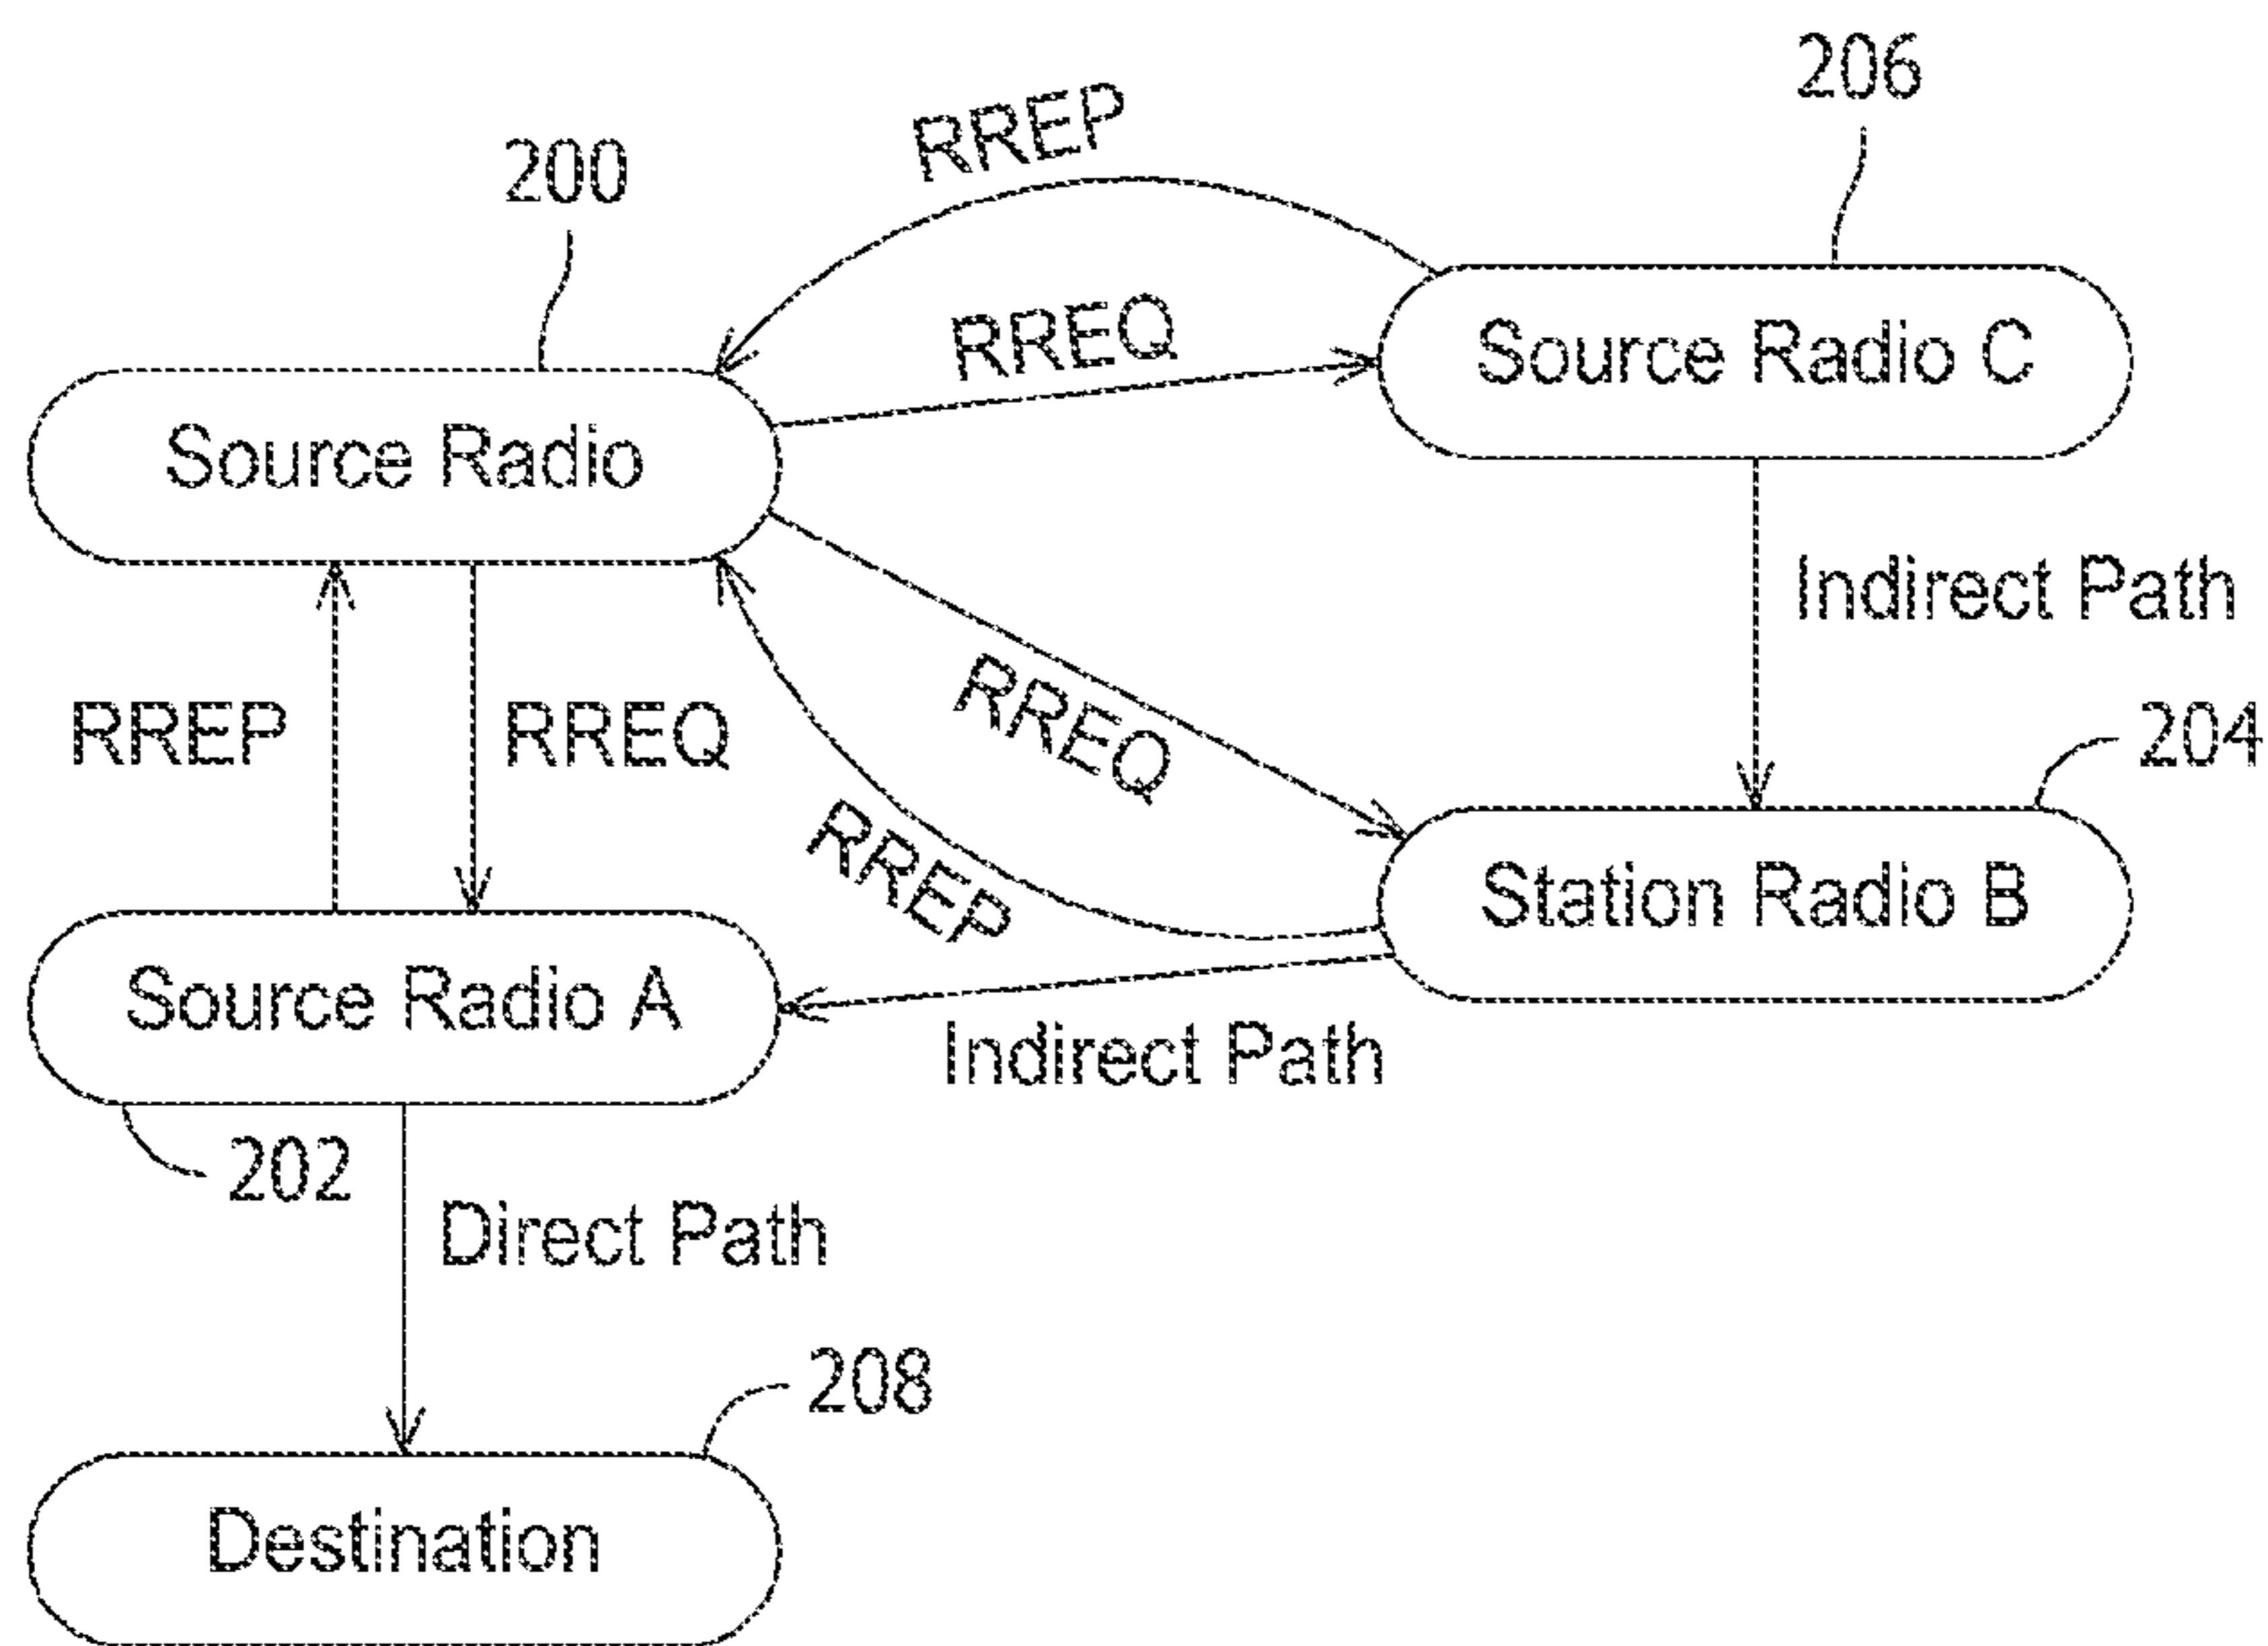 206
RREP
200
RREQ
Source Radio C
Source Radio
Indirect Path
RREQ
RREP
RREQ
204
RREP
Station Radio B
Source Radio A
Indirect Path
202
Direct Path
208
Destination